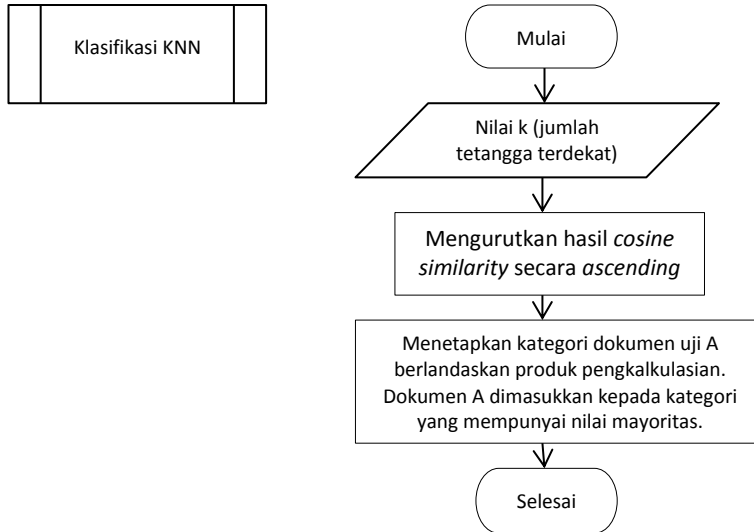 Klasifikasi KNN
Mulai
Nilai k (jumlah
tetangga terdekat)
Mengurutkan hasil cosine
similarity secara ascending
Menetapkan kategori dokumen uji A
berlandaskan produk pengkalkulasian.
Dokumen A dimasukkan kepada kategori
yang mempunyai nilai mayoritas.
Selesai